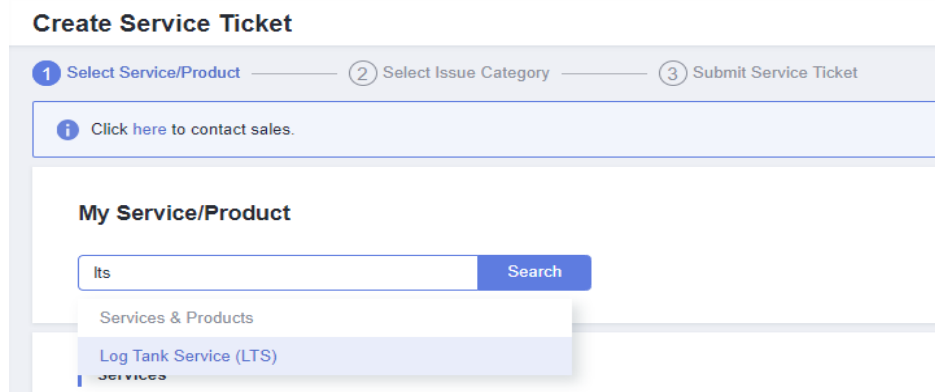 Create Service Ticket
1 Select Service/Product 2 Select Issue Category 3 Submit Service Ticket
Click here to contact sales.
My Service/Product
lts Search
Services & Products
Log Tank Service (LTS)
Services